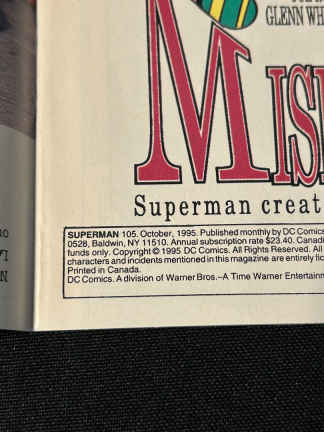 GLENN WH
MIS
Superman creat
SUPERMAN 105. October, 1995. Published monthly by DC Comics
0528, Baldwin, NY 11510. Annual subscription rate $23.40. Canadi
funds only. Copyright © 1995 DC Comics. All Rights Reserved. All
characters and incidents mentioned in this magazine are entirely fic
Printed in Canada.
DC Comics. A division of Warner Bros.–A Time Warner Entertainm